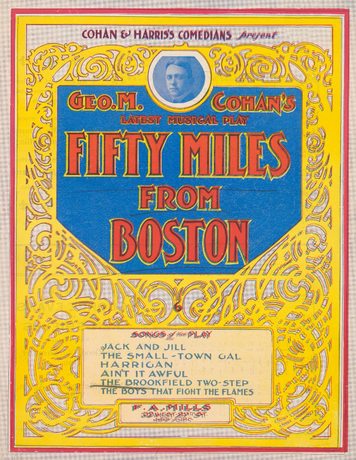 COHAN & HARRIS'S COMEDIANS present
GEO. M. COHAN'S
LATEST MUSICAL PLAY
FIFTY MILES
FROM
BOSTON
6
SONGS of the PLAY
JACK AND JILL
THE SMALL-TOWN GAL
HARRIGAN
AIN'T IT AWFUL
THE BROOKFIELD TWO-STEP
THE BOYS THAT FIGHT THE FLAMES
F. A. MILLS